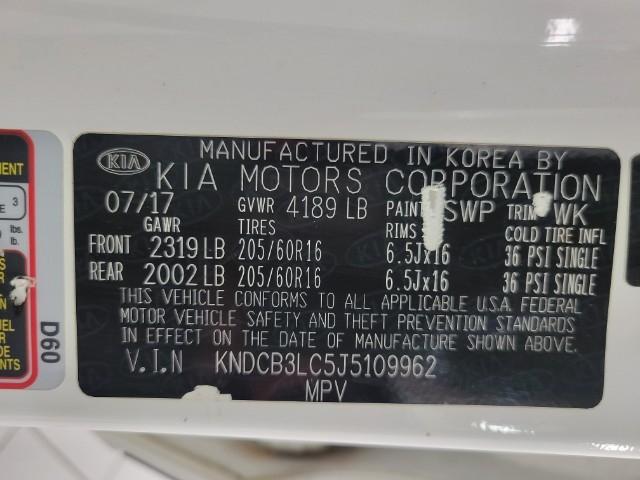 MANUFACTURED IN KOREA BY
KIA KIA MOTORS CORPORATION
07/17 GVWR 4189 LB PAINT SWP TRIM WK
GAWR TIRES RIMS COLD TIRE INFL
FRONT 2319 LB 205/60R16 6.5Jx16 36 PSI SINGLE
REAR 2002 LB 205/60R16 6.5Jx16 36 PSI SINGLE
THIS VEHICLE CONFORMS TO ALL APPLICABLE U.S.A. FEDERAL
MOTOR VEHICLE SAFETY AND THEFT PREVENTION STANDARDS
IN EFFECT ON THE DATE OF MANUFACTURE SHOWN ABOVE.
V.I.N KNDCB3LC5J5109962
MPV
3
lbs.
lb.
D60